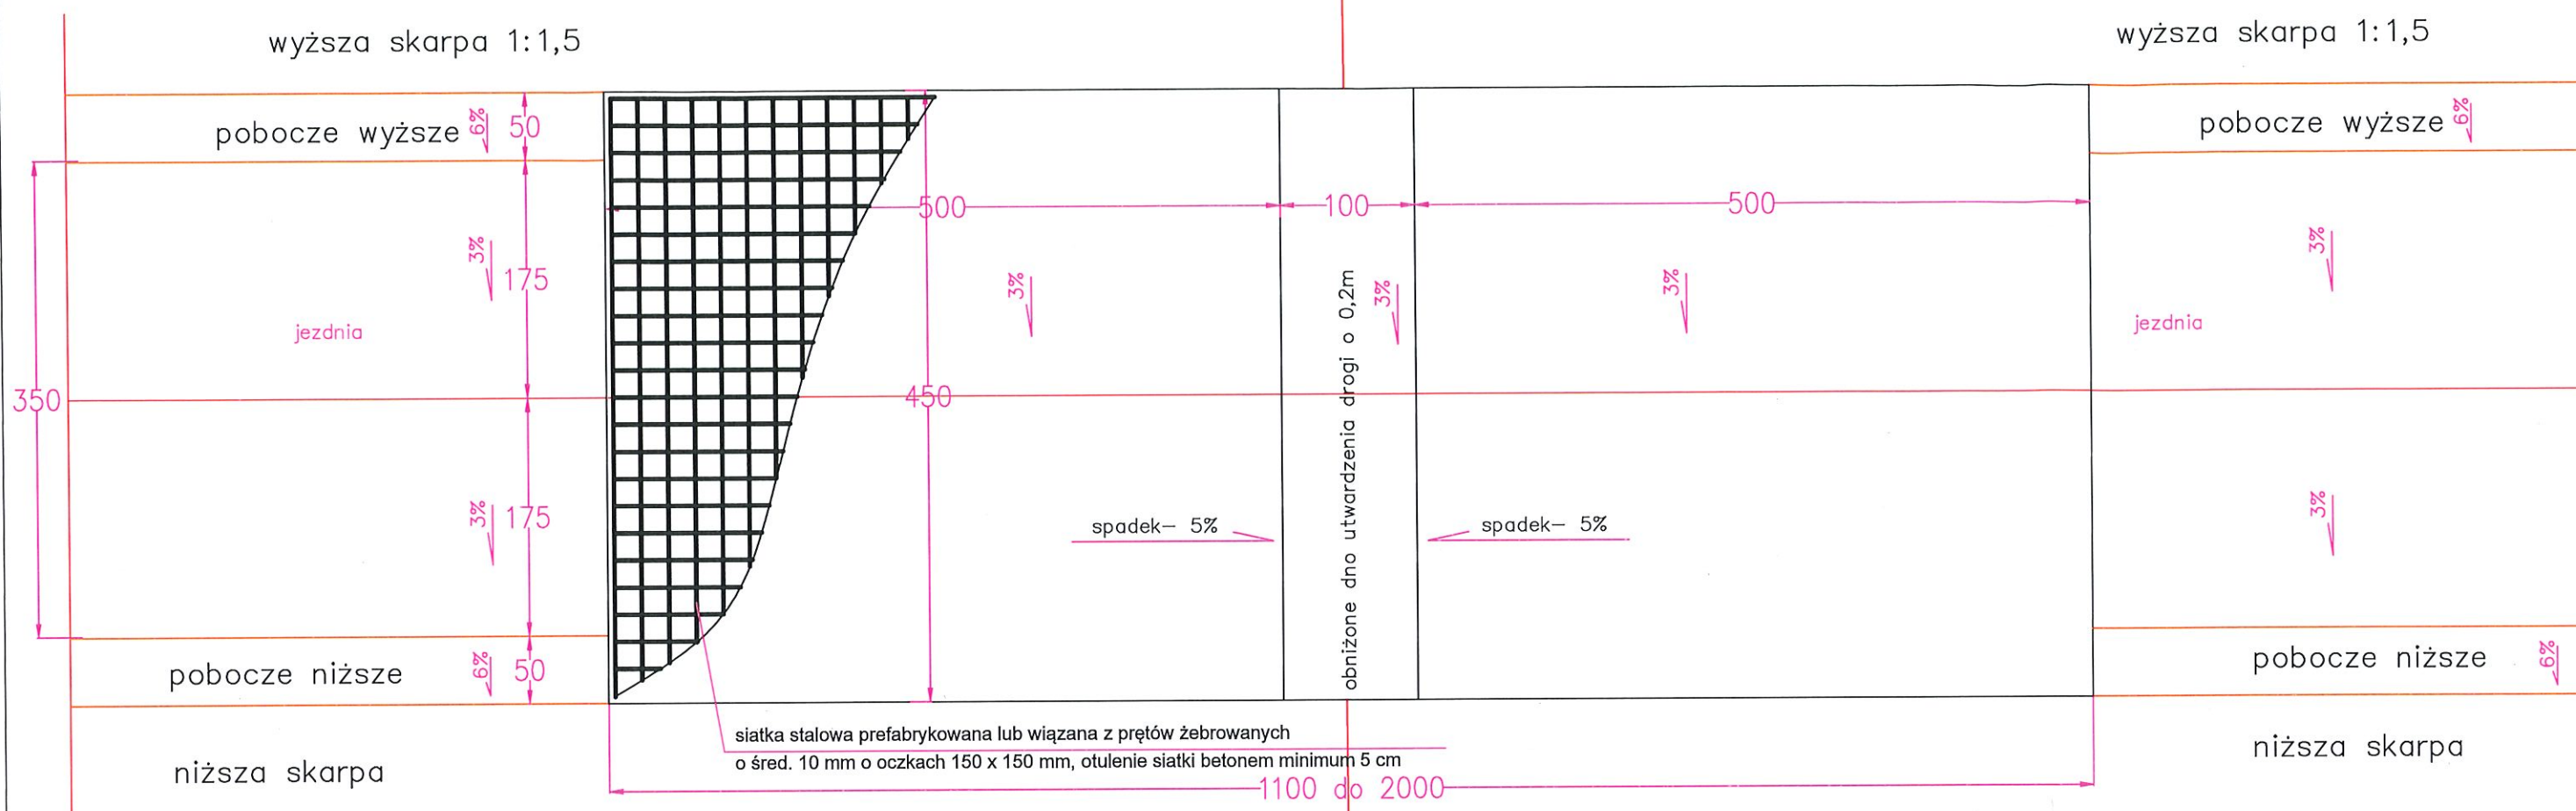 wyższa skarpa 1:1,5
wyższa skarpa 1:1,5
pobocze wyższe 6% 50
pobocze wyższe 6%
500 100 500
3% 175
3%
3%
3%
3%
jezdnia
jezdnia
350
450
obniżone dno utwardzenia drogi o 0,2m
3% 175
spadek– 5%
spadek– 5%
3%
pobocze niższe 6% 50
pobocze niższe 6%
siatka stalowa prefabrykowana lub wiązana z prętów żebrowanych
o śred. 10 mm o oczkach 150 x 150 mm, otulenie siatki betonem minimum 5 cm
niższa skarpa
niższa skarpa
1100 do 2000